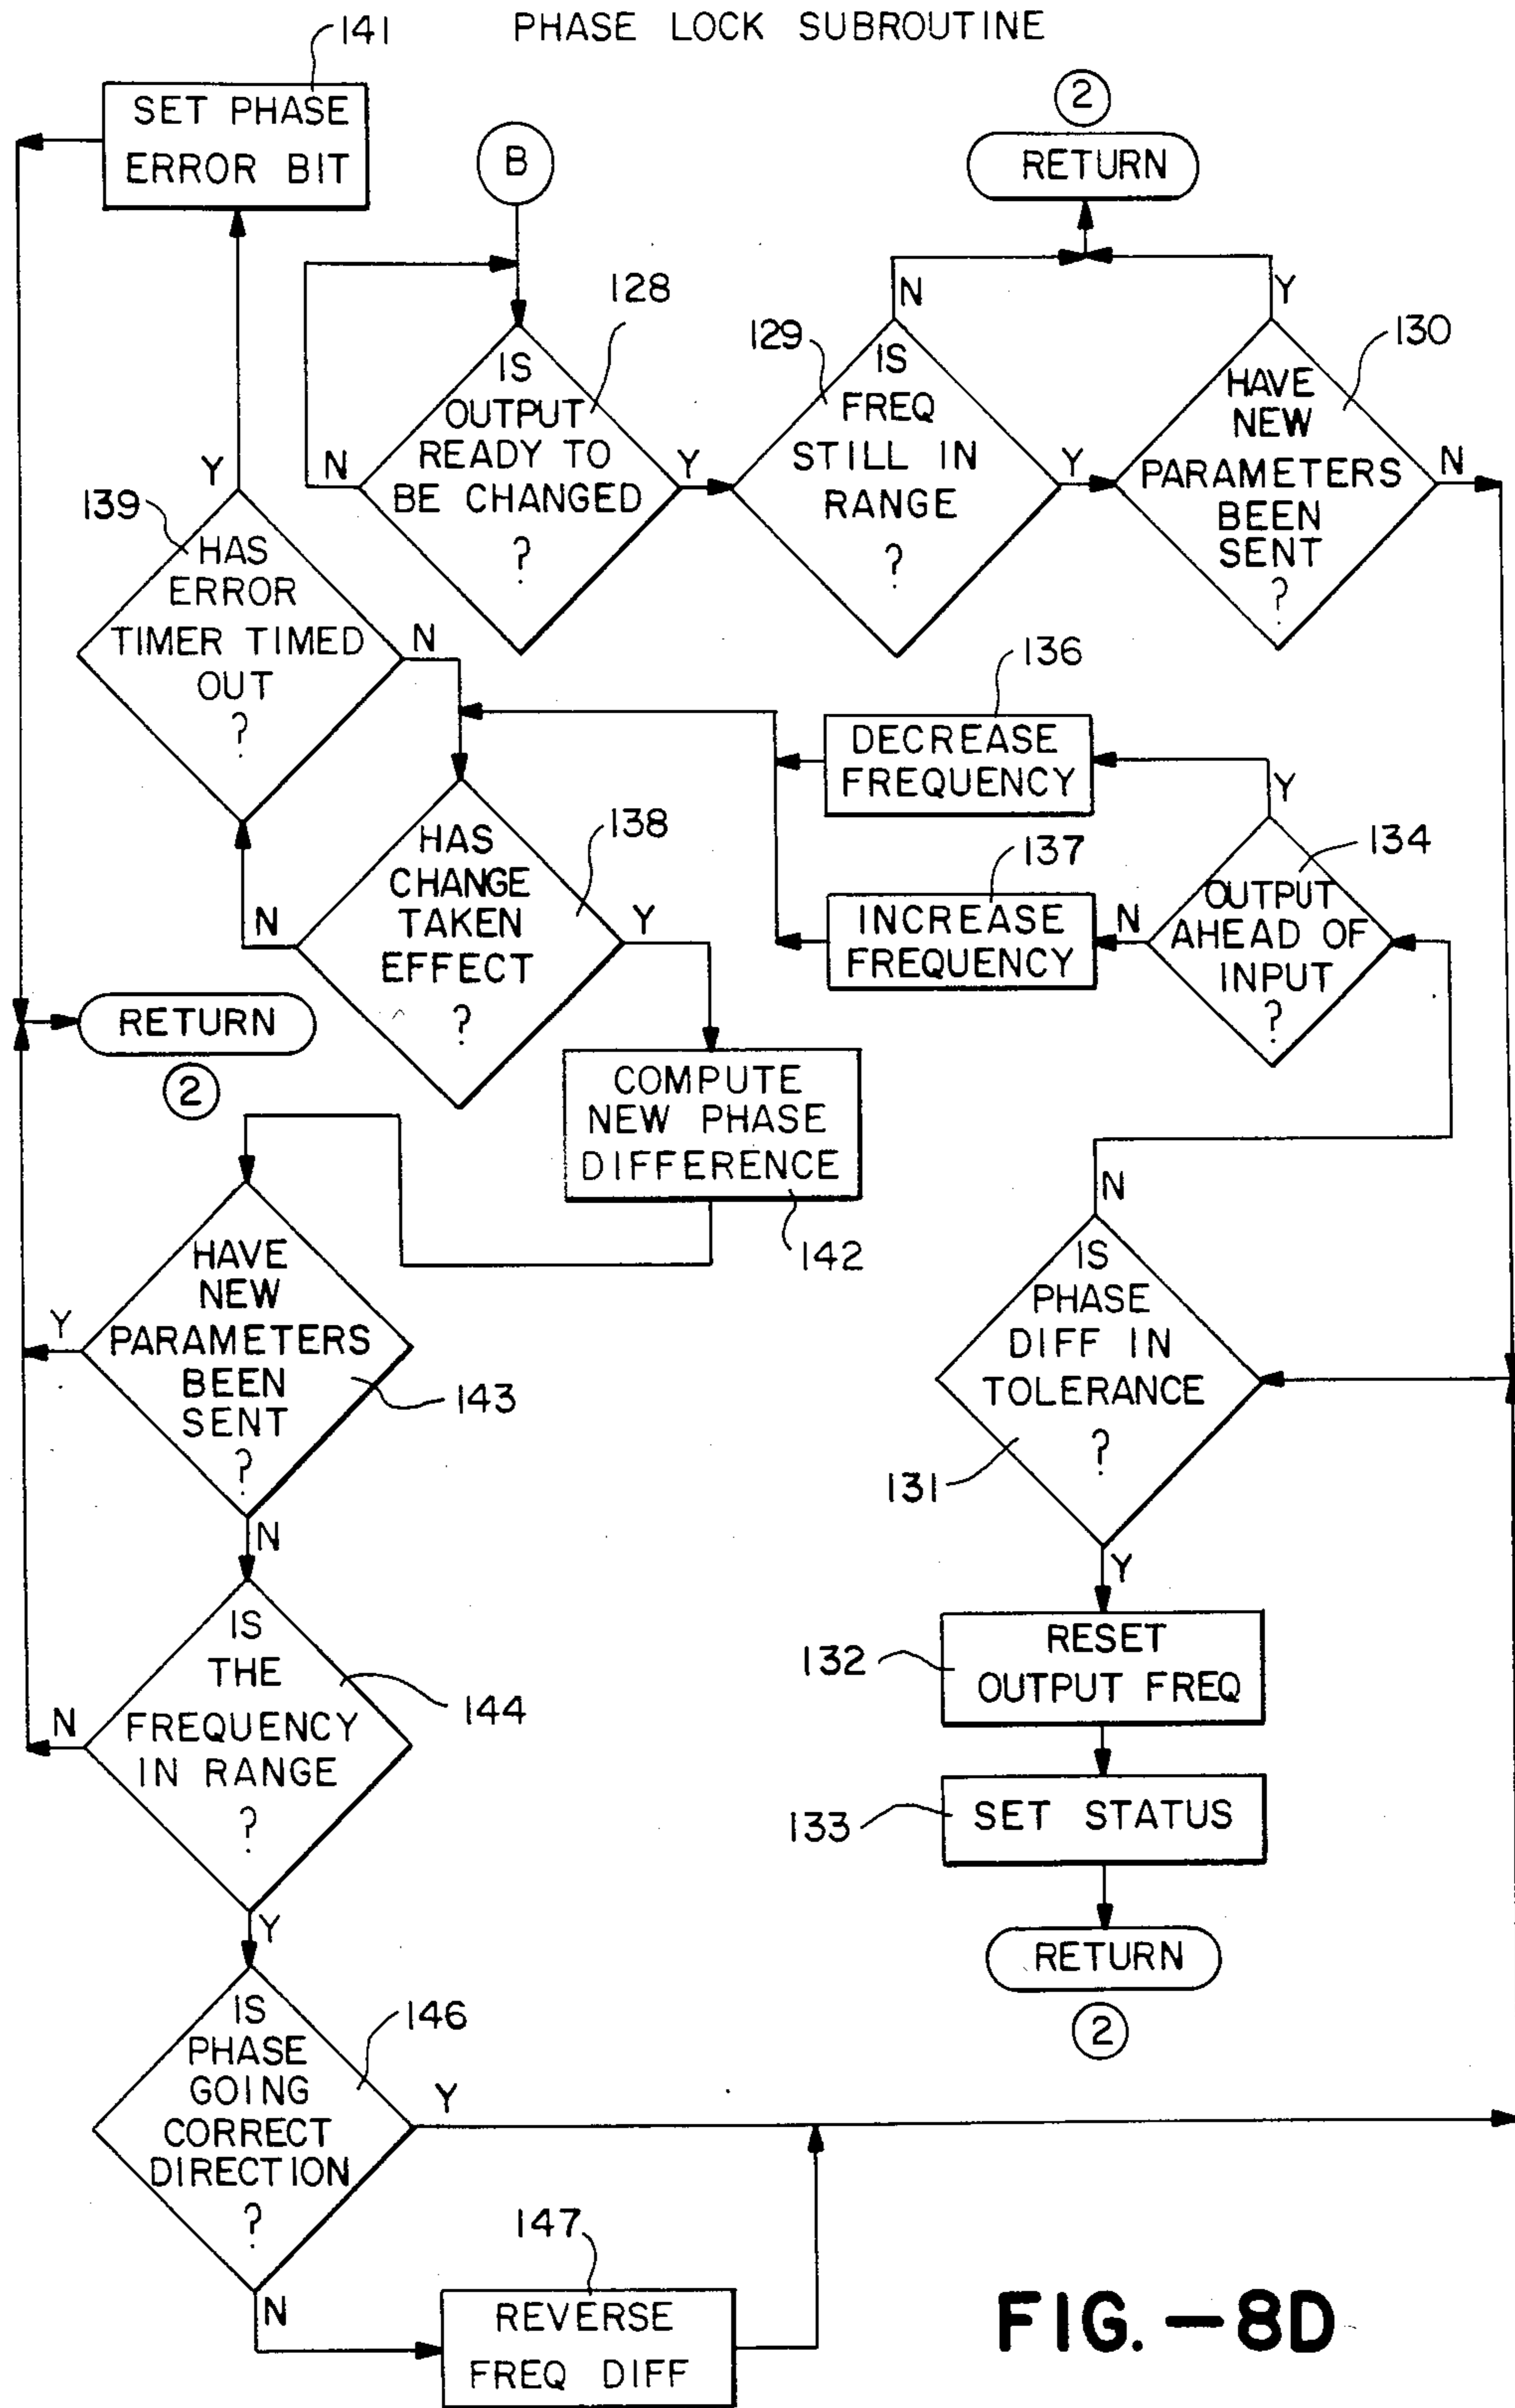 PHASE LOCK SUBROUTINE
141
SET PHASE
ERROR BIT
B
2
RETURN
128
IS
OUTPUT
READY TO
BE CHANGED
?
N
Y
129
IS
FREQ
STILL IN
RANGE
?
N
Y
130
HAVE
NEW
PARAMETERS
BEEN
SENT
?
Y
N
139
Y
HAS
ERROR
TIMER TIMED
OUT
?
N
136
DECREASE
FREQUENCY
137
INCREASE
FREQUENCY
134
Y
OUTPUT
AHEAD OF
INPUT
?
N
138
HAS
CHANGE
TAKEN
EFFECT
?
N
Y
RETURN
2
COMPUTE
NEW PHASE
DIFFERENCE
142
HAVE
NEW
PARAMETERS
BEEN
SENT
?
Y
143
N
N
IS
PHASE
DIFF IN
TOLERANCE
?
131
Y
IS
THE
FREQUENCY
IN RANGE
?
144
N
Y
132
RESET
OUTPUT FREQ
133
SET STATUS
RETURN
2
146
IS
PHASE
GOING
CORRECT
DIRECTION
?
Y
N
147
REVERSE
FREQ DIFF
FIG.-8D